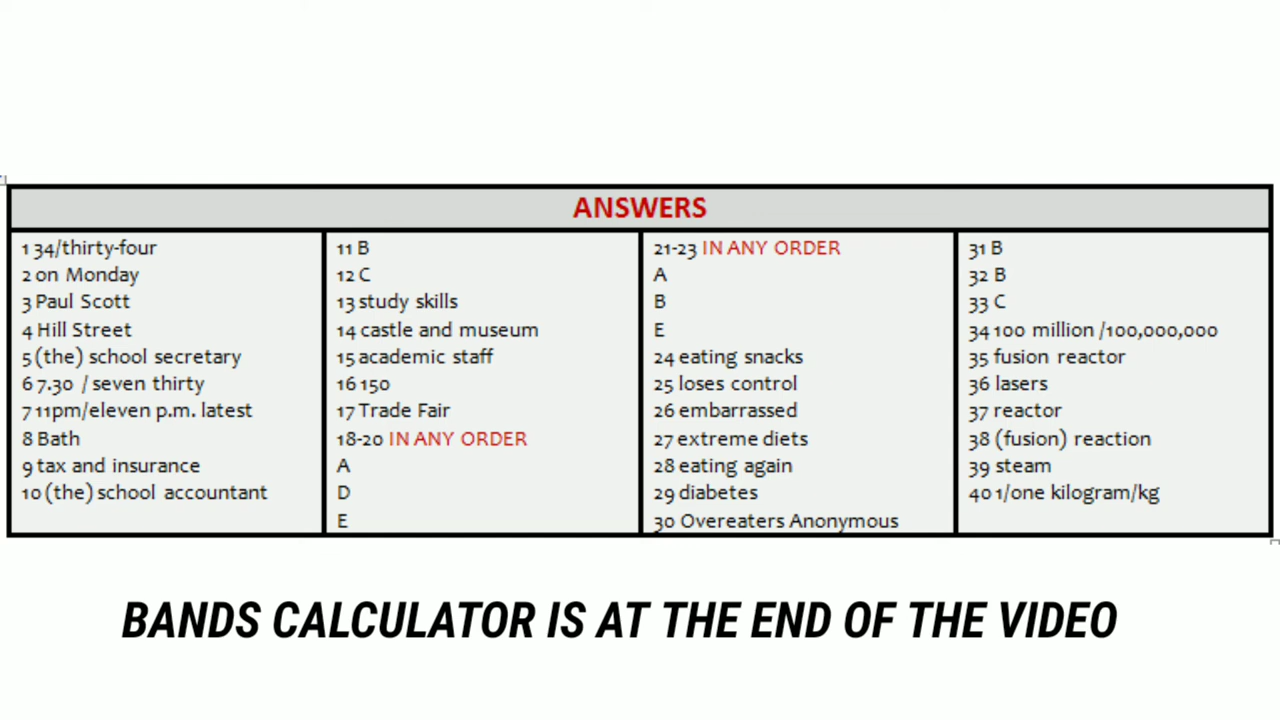 ANSWERS
1 34/thirty-four
2 on Monday
3 Paul Scott
4 Hill Street
5 (the) school secretary
6 7.30 / seven thirty
7 11pm/eleven p.m. latest
8 Bath
9 tax and insurance
10 (the) school accountant
11 B
12 C
13 study skills
14 castle and museum
15 academic staff
16 150
17 Trade Fair
18-20 IN ANY ORDER
A
D
E
21-23 IN ANY ORDER
A
B
E
24 eating snacks
25 loses control
26 embarrassed
27 extreme diets
28 eating again
29 diabetes
30 Overeaters Anonymous
31 B
32 B
33 C
34 100 million /100,000,000
35 fusion reactor
36 lasers
37 reactor
38 (fusion) reaction
39 steam
40 1/one kilogram/kg
BANDS CALCULATOR IS AT THE END OF THE VIDEO